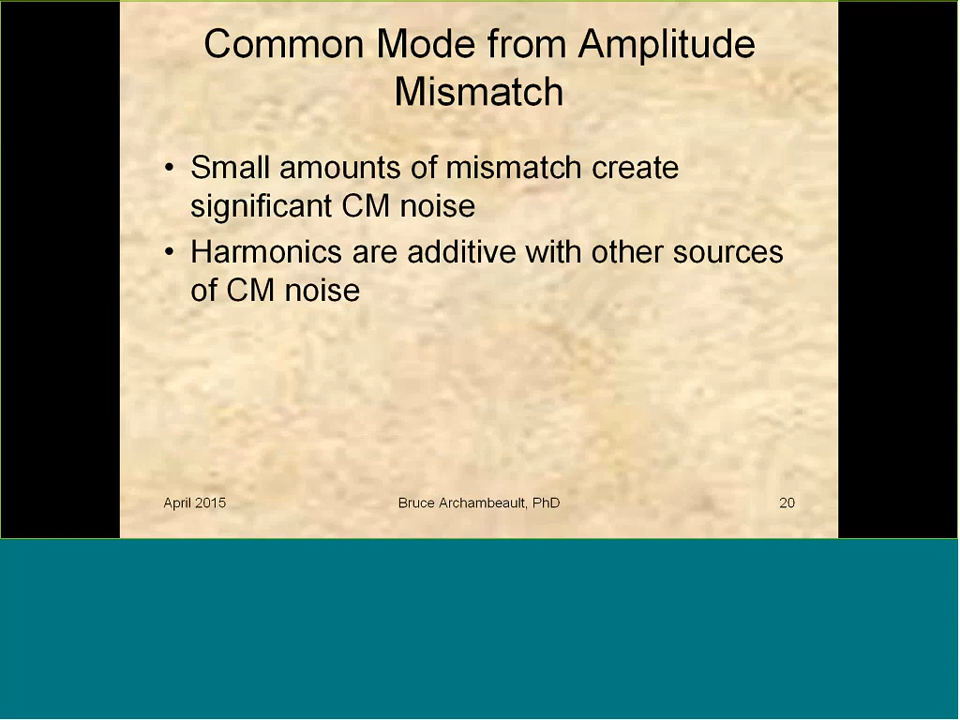 Common Mode from Amplitude
Mismatch
• Small amounts of mismatch create
significant CM noise
• Harmonics are additive with other sources
of CM noise
April 2015 Bruce Archambeault, PhD 20